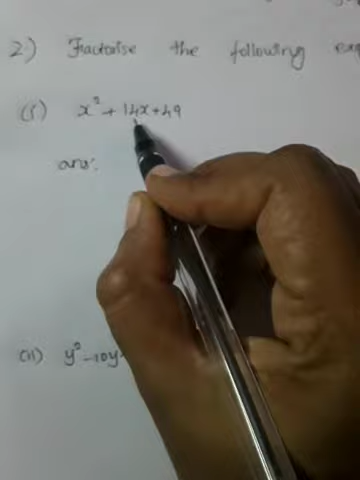 2) Factorise the following
(i) x² + 14x + 49
ans:
(ii) y² - 10y